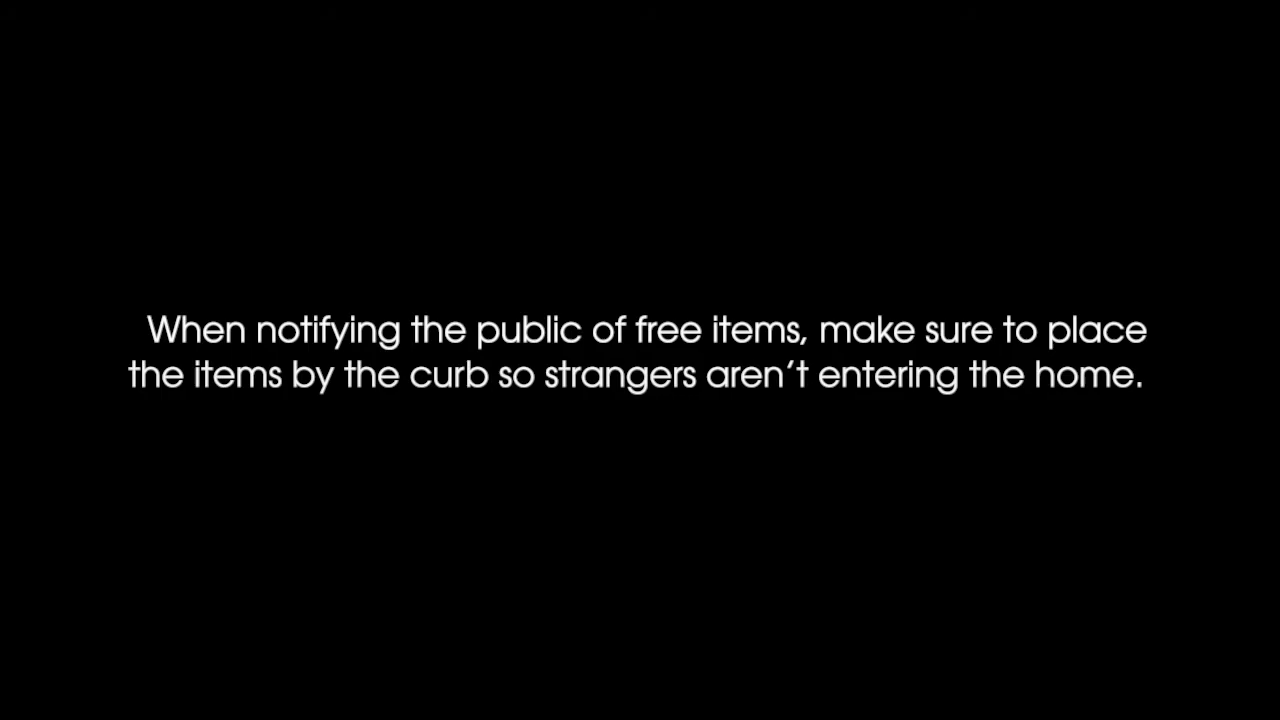 When notifying the public of free items, make sure to place
the items by the curb so strangers aren't entering the home.